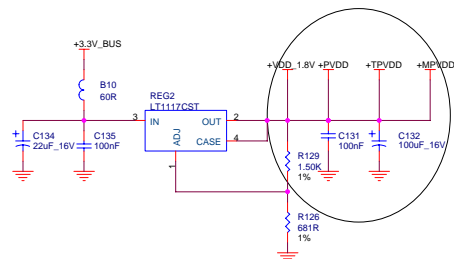 +3.3V_BUS
+VDD_1.8V +PVDD +TPVDD +MPVDD
B10
60R
REG2
LT1117CST
3 IN OUT 2
CASE 4
ADJ
1
C134
22uF_16V
C135
100nF
C131
100nF
C132
100uF_16V
R129
1.50K
1%
R126
681R
1%